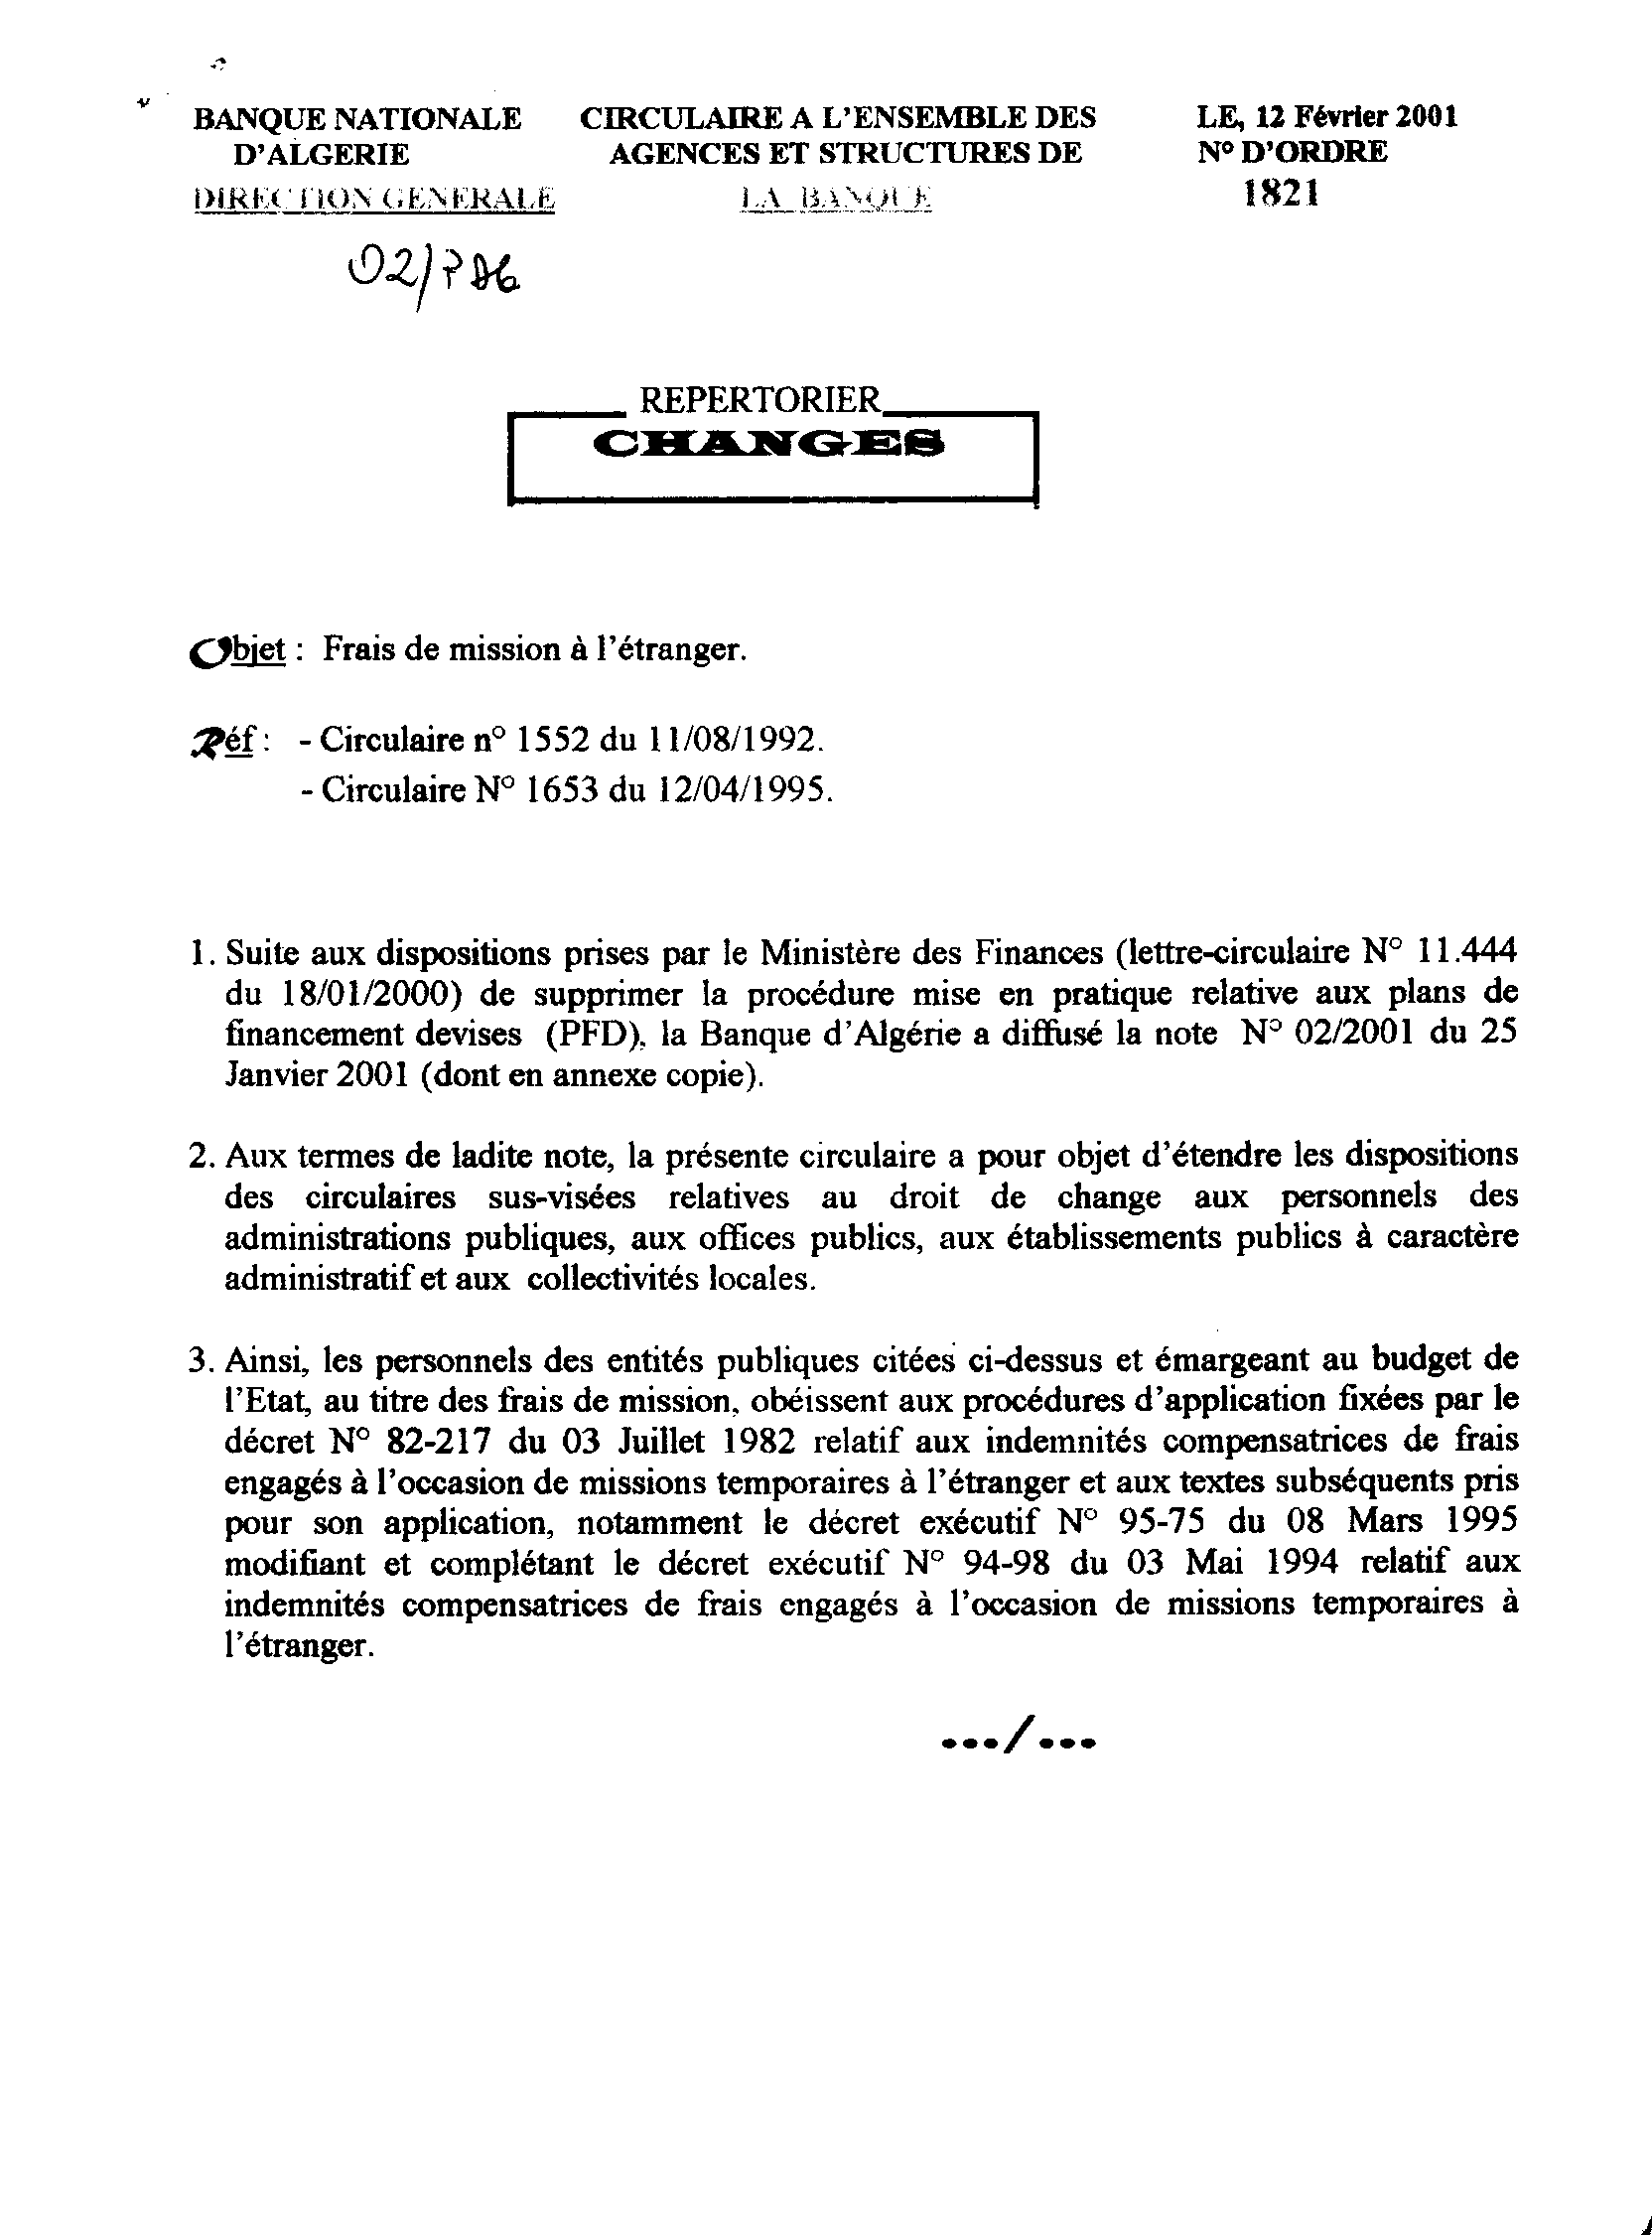 BANQUE NATIONALE
D'ALGERIE
DIRECTION GENERALE
CIRCULAIRE A L'ENSEMBLE DES
AGENCES ET STRUCTURES DE
LA BANQUE
LE, 12 Février 2001
N° D'ORDRE
1821
REPERTORIER
CHANGES
Objet : Frais de mission à l'étranger.
Réf : - Circulaire n° 1552 du 11/08/1992.
- Circulaire N° 1653 du 12/04/1995.
1. Suite aux dispositions prises par le Ministère des Finances (lettre-circulaire N° 11.444
du 18/01/2000) de supprimer la procédure mise en pratique relative aux plans de
financement devises (PFD), la Banque d'Algérie a diffusé la note N° 02/2001 du 25
Janvier 2001 (dont en annexe copie).
2. Aux termes de ladite note, la présente circulaire a pour objet d'étendre les dispositions
des circulaires sus-visées relatives au droit de change aux personnels des
administrations publiques, aux offices publics, aux établissements publics à caractère
administratif et aux collectivités locales.
3. Ainsi, les personnels des entités publiques citées ci-dessus et émargeant au budget de
l'Etat, au titre des frais de mission, obéissent aux procédures d'application fixées par le
décret N° 82-217 du 03 Juillet 1982 relatif aux indemnités compensatrices de frais
engagés à l'occasion de missions temporaires à l'étranger et aux textes subséquents pris
pour son application, notamment le décret exécutif N° 95-75 du 08 Mars 1995
modifiant et complétant le décret exécutif N° 94-98 du 03 Mai 1994 relatif aux
indemnités compensatrices de frais engagés à l'occasion de missions temporaires à
l'étranger.
.../...